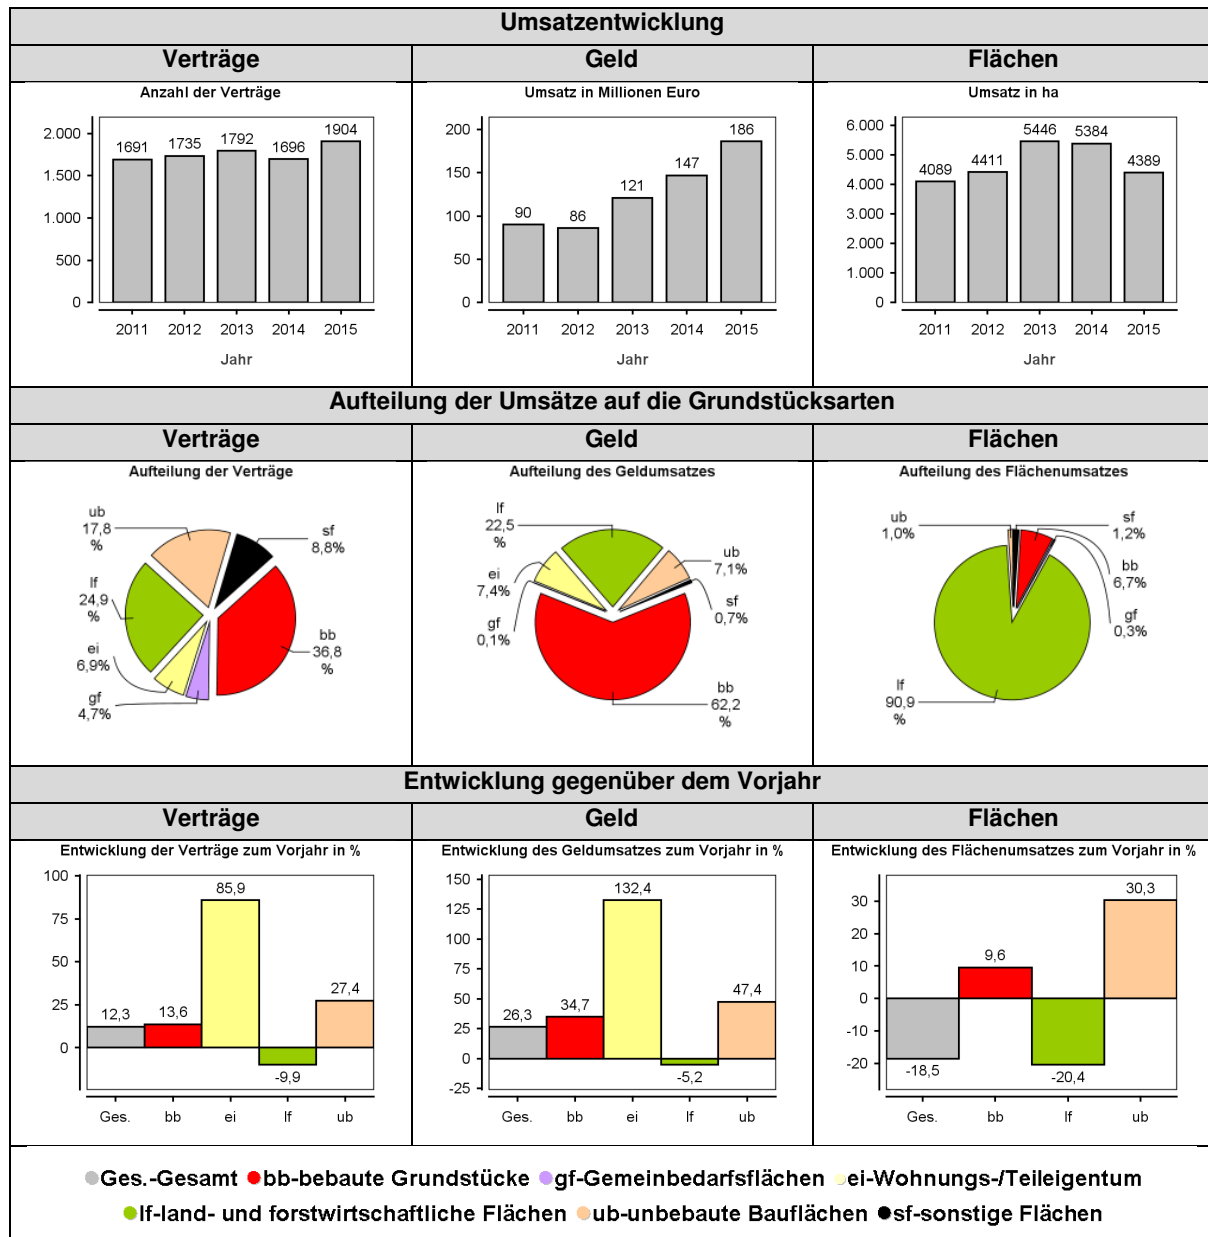 Umsatzentwicklung
Verträge
Geld
Flächen
Anzahl der Verträge
2.000
1.500
1.000
500
0
1691
1735
1792
1696
1904
2011 2012 2013 2014 2015
Jahr
Umsatz in Millionen Euro
200
150
100
50
0
90
86
121
147
186
2011 2012 2013 2014 2015
Jahr
Umsatz in ha
6.000
5.000
4.000
3.000
2.000
1.000
0
4089
4411
5446
5384
4389
2011 2012 2013 2014 2015
Jahr
Aufteilung der Umsätze auf die Grundstücksarten
Verträge
Geld
Flächen
Aufteilung der Verträge
ub
17,8
%
sf
8,8%
lf
24,9
%
bb
36,8
%
ei
6,9%
gf
4,7%
Aufteilung des Geldumsatzes
lf
22,5
%
ub
7,1%
ei
7,4%
sf
0,7%
gf
0,1%
bb
62,2
%
Aufteilung des Flächenumsatzes
ub
1,0%
sf
1,2%
bb
6,7%
gf
0,3%
lf
90,9
%
Entwicklung gegenüber dem Vorjahr
Verträge
Geld
Flächen
Entwicklung der Verträge zum Vorjahr in %
100
75
50
25
0
12,3
13,6
85,9
-9,9
27,4
Ges. bb ei lf ub
Entwicklung des Geldumsatzes zum Vorjahr in %
150
125
100
75
50
25
0
-25
26,3
34,7
132,4
-5,2
47,4
Ges. bb ei lf ub
Entwicklung des Flächenumsatzes zum Vorjahr in %
30
20
10
0
-10
-20
-18,5
9,6
-20,4
30,3
Ges. bb lf ub
Ges.-Gesamt bb-bebaute Grundstücke gf-Gemeinbedarfsflächen ei-Wohnungs-/Teileigentum
lf-land- und forstwirtschaftliche Flächen ub-unbebaute Bauflächen sf-sonstige Flächen